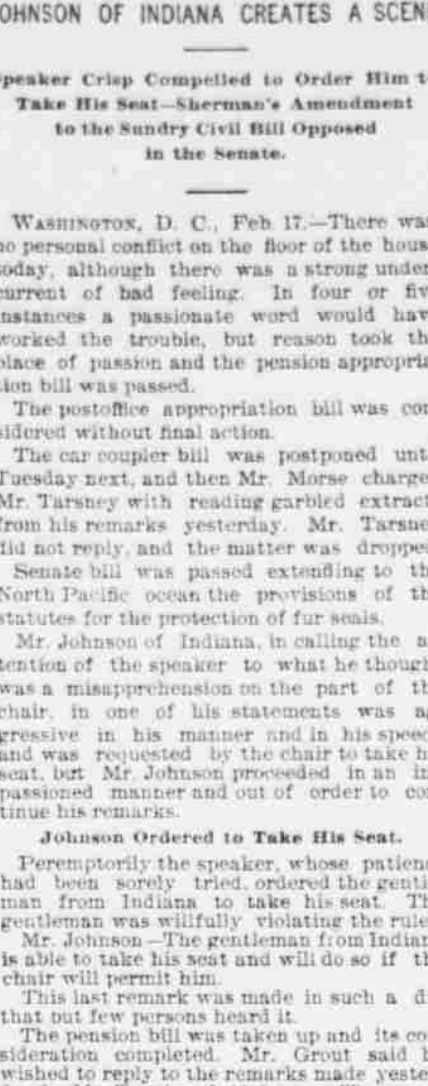 OHNSON OF INDIANA CREATES A SCEN
peaker Crisp Compelled to Order Him t
Take His Seat—Sherman's Amendment
to the Sundry Civil Bill Opposed
in the Senate.
WASHINGTON, D. C., Feb 17.—There wa
no personal conflict on the floor of the hous
today, although there was a strong under
current of bad feeling. In four or fiv
instances a passionate word would hav
worked the trouble, but reason took th
place of passion and the pension appropria
tion bill was passed.
The postoffice appropriation bill was con
sidered without final action.
The car coupler bill was postponed unt
Tuesday next, and then Mr. Morse charge
Mr. Tarsney with reading garbled extract
from his remarks yesterday. Mr. Tarsne
did not reply, and the matter was dropped
Senate bill was passed extending to th
North Pacific ocean the provisions of th
statutes for the protection of fur seals.
Mr. Johnson of Indiana, in calling the a
tention of the speaker to what he though
was a misapprehension on the part of th
chair, in one of his statements was ag
gressive in his manner and in his speec
and was requested by the chair to take h
seat, but Mr. Johnson proceeded in an im
passioned manner and out of order to con
tinue his remarks.
Johnson Ordered to Take His Seat.
Peremptorily the speaker, whose patienc
had been sorely tried, ordered the gentle
man from Indiana to take his seat. Th
gentleman was willfully violating the rule
Mr. Johnson—The gentleman from Indian
is able to take his seat and will do so if th
chair will permit him.
This last remark was made in such a di
that but few persons heard it.
The pension bill was taken up and its con
sideration completed. Mr. Grout said h
wished to reply to the remarks made yeste